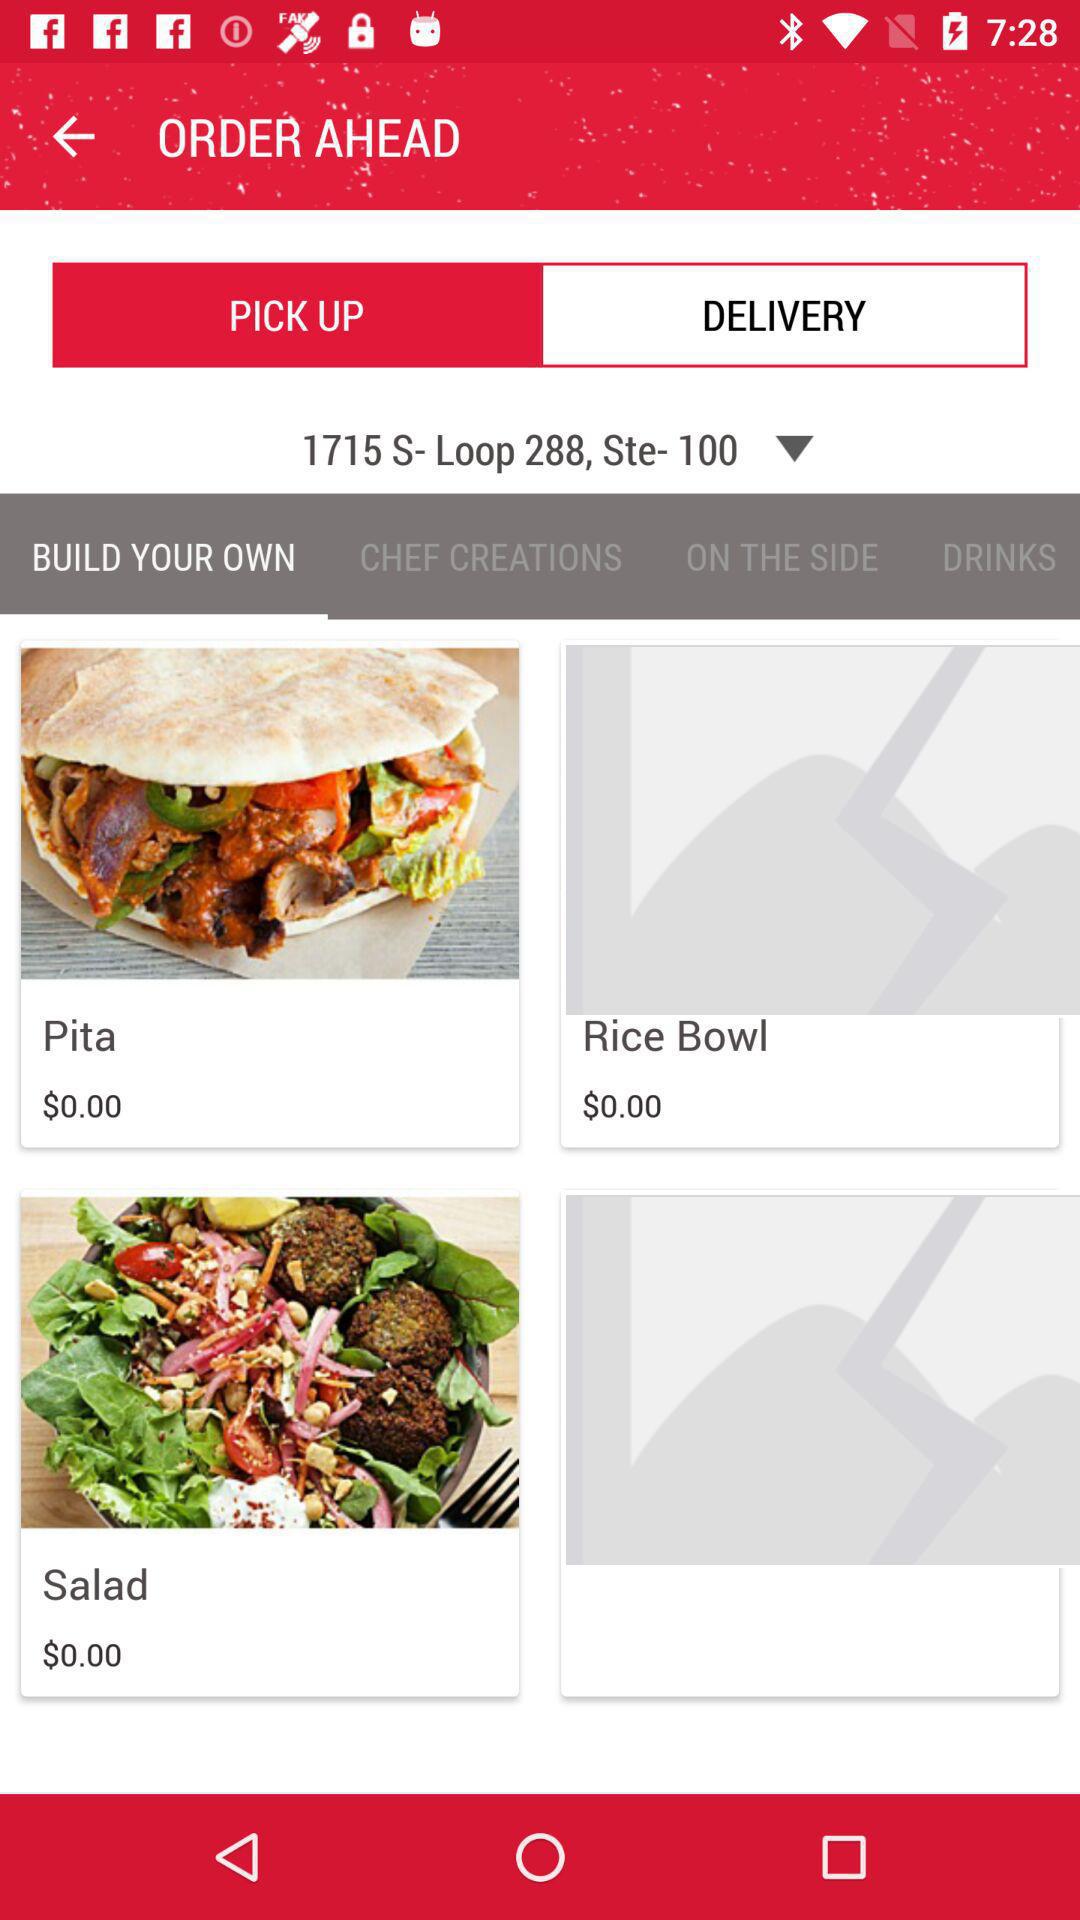 FAKE
7:28
ORDER AHEAD
PICK UP
DELIVERY
1715 S- Loop 288, Ste- 100
BUILD YOUR OWN
CHEF CREATIONS
ON THE SIDE
DRINKS
Pita
$0.00
Rice Bowl
$0.00
Salad
$0.00